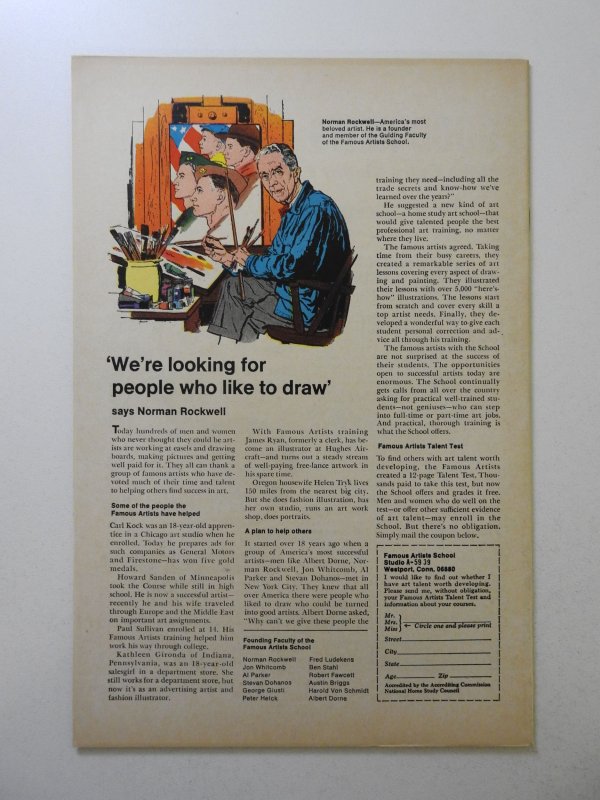 Norman Rockwell—America's most
beloved artist. He is a founder
and member of the Guiding Faculty
of the Famous Artists School.
'We're looking for
people who like to draw'
says Norman Rockwell
Today hundreds of men and women
who never thought they could be art-
ists are working at easels and drawing
boards, making pictures and getting
well paid for it. They all can thank a
group of famous artists who have de-
voted much of their time and talent
to helping others find success in art.
Some of the people the
Famous Artists have helped
Carl Kock was an 18-year-old appren-
tice in a Chicago art studio when he
enrolled. Today he prepares ads for
such companies as General Motors
and Firestone—has won five gold
medals.
Howard Sanden of Minneapolis
took the Course while still in high
school. He is now a successful artist—
recently he and his wife traveled
through Europe and the Middle East
on important art assignments.
Paul Sullivan enrolled at 14. His
Famous Artists training helped him
work his way through college.
Kathleen Gironda of Indiana,
Pennsylvania, was an 18-year-old
salesgirl in a department store. She
still works for a department store, but
now it's as an advertising artist and
fashion illustrator.
With Famous Artists training
James Ryan, formerly a clerk, has be-
come an illustrator at Hughes Air-
craft—and turns out a steady stream
of well-paying free-lance artwork in
his spare time.
Oregon housewife Helen Tryk lives
150 miles from the nearest big city.
But she does fashion illustration, has
her own studio, runs an art work
shop, does portraits.
A plan to help others
It started over 18 years ago when a
group of America's most successful
artists—men like Albert Dorne, Nor-
man Rockwell, Jon Whitcomb, Al
Parker and Stevan Dohanos—met in
New York City. They knew that all
over America there were people who
liked to draw who could be turned
into good artists. Albert Dorne asked,
"Why can't we give these people the
Founding Faculty of the
Famous Artists School
Norman Rockwell Fred Ludekens
Jon Whitcomb Ben Stahl
Al Parker Robert Fawcett
Stevan Dohanos Austin Briggs
George Giusti Harold Von Schmidt
Peter Helck Albert Dorne
training they need—including all the
trade secrets and know-how we've
learned over the years?"
He suggested a new kind of art
school—a home study art school—that
would give talented people the best
professional art training, no matter
where they live.
The famous artists agreed. Taking
time from their busy careers, they
created a remarkable series of art
lessons covering every aspect of draw-
ing and painting. They illustrated
their lessons with over 5,000 "here's-
how" illustrations. The lessons start
from scratch and cover every skill a
top artist needs. Finally, they de-
veloped a wonderful way to give each
student personal correction and ad-
vice all through his training.
The famous artists with the School
are not surprised at the success of
their students. The opportunities
open to successful artists today are
enormous. The School continually
gets calls from all over the country
asking for practical well-trained stu-
dents—not geniuses—who can step
into full-time or part-time art jobs.
And practical, thorough training is
what the School offers.
Famous Artists Talent Test
To find others with art talent worth
developing, the Famous Artists
created a 12-page Talent Test. Thou-
sands paid to take this test, but now
the School offers and grades it free.
Men and women who do well on the
test—or offer other sufficient evidence
of art talent—may enroll in the
School. But there's no obligation.
Simply mail the coupon below.
Famous Artists School
Studio A-5939
Westport, Conn. 06880
I would like to find out whether I
have art talent worth developing.
Please send me, without obligation,
your Famous Artists Talent Test and
information about your courses.
Mr.
Mrs. ← Circle one and please print
Miss
Street
City
State
Age Zip
Accredited by the Accrediting Commission
National Home Study Council